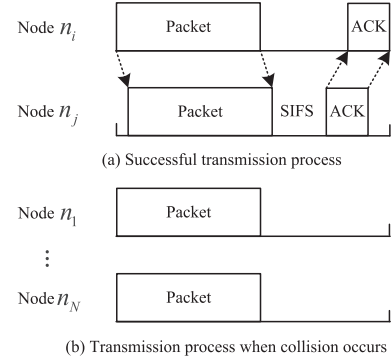 Node n_i Packet ACK
Node n_j Packet SIFS ACK
(a) Successful transmission process
Node n_1 Packet
⋮
Node n_N Packet
(b) Transmission process when collision occurs